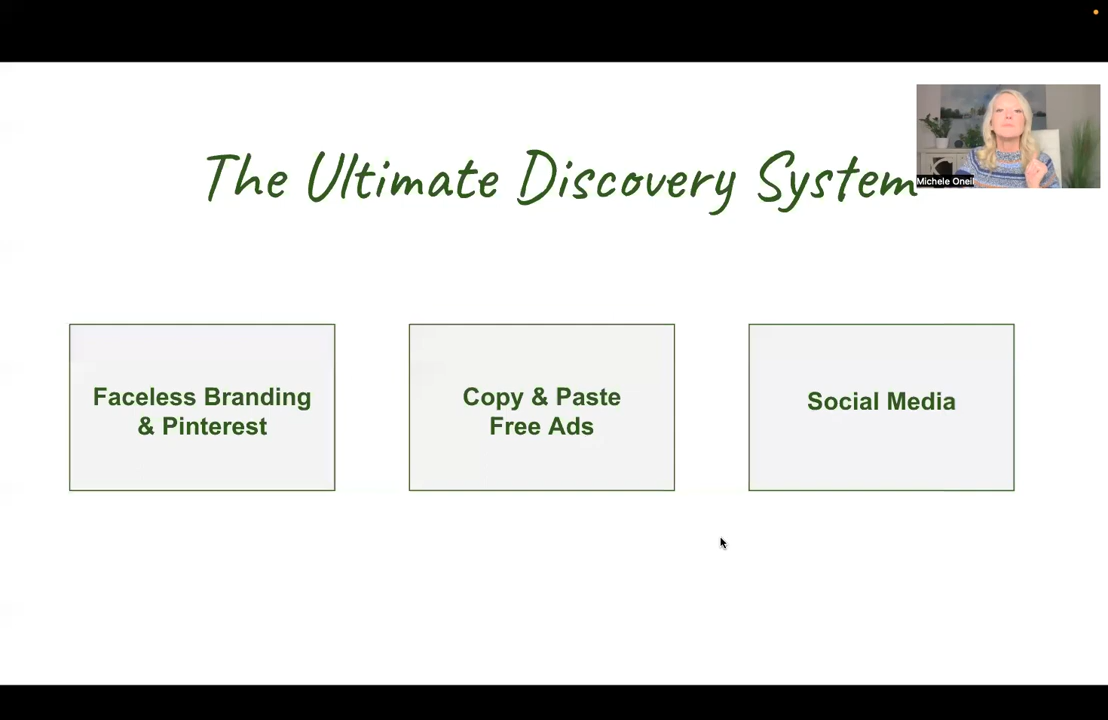 The Ultimate Discovery System
Michele Oneil
Faceless Branding
& Pinterest
Copy & Paste
Free Ads
Social Media